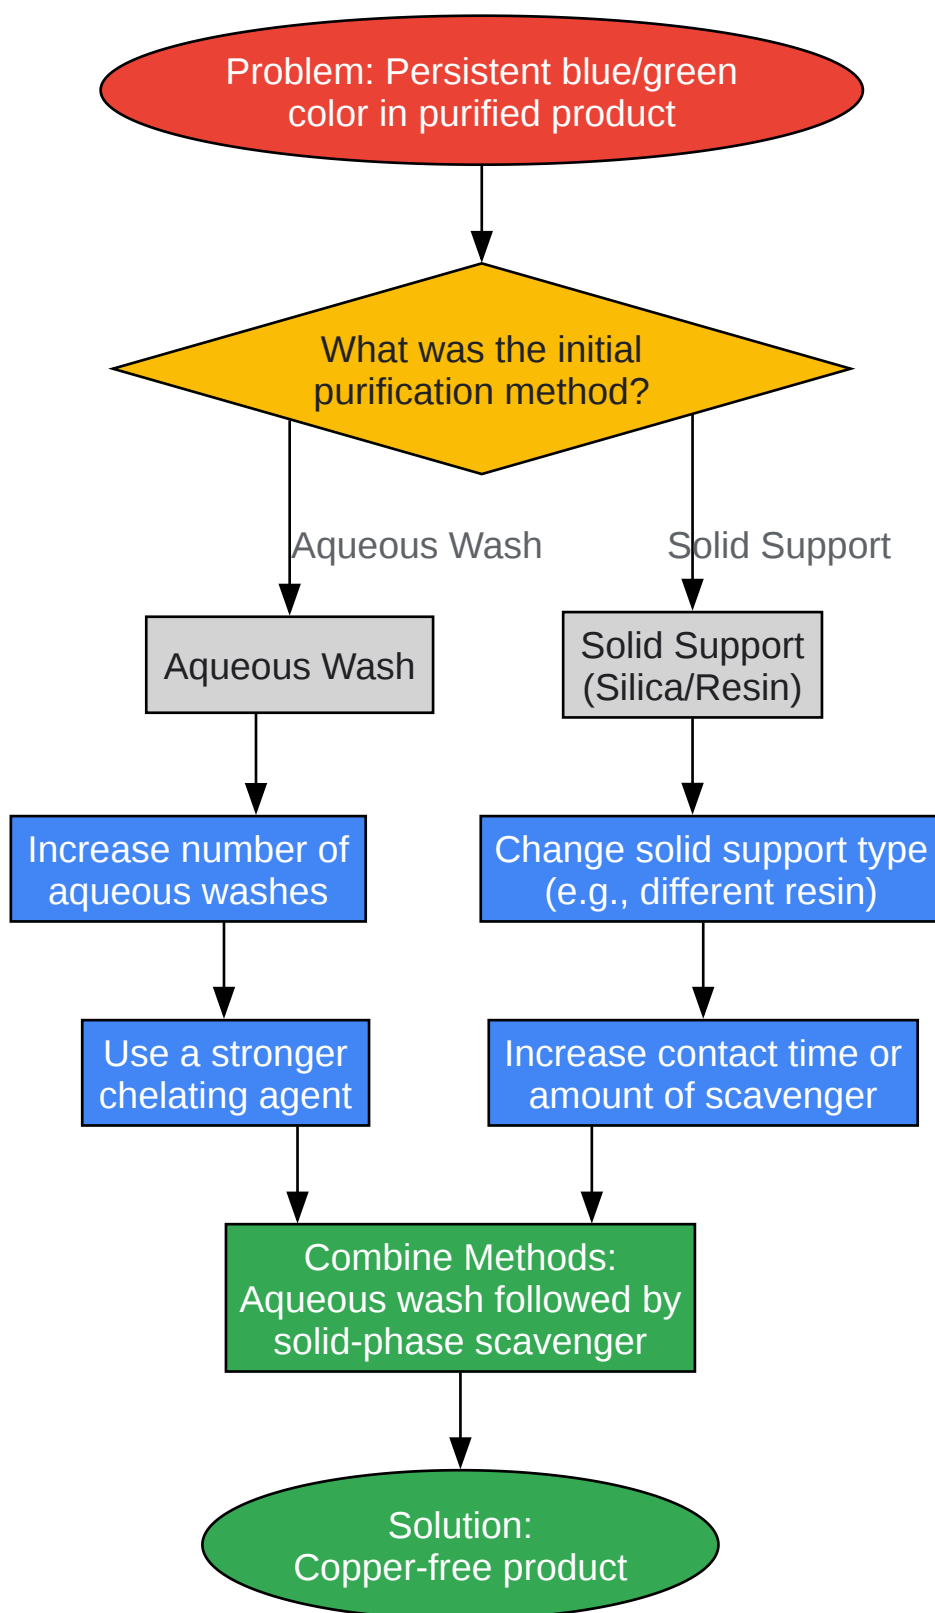 Problem: Persistent blue/green
color in purified product
What was the initial
purification method?
Aqueous Wash
Solid Support
Aqueous Wash
Solid Support
(Silica/Resin)
Increase number of
aqueous washes
Change solid support type
(e.g., different resin)
Use a stronger
chelating agent
Increase contact time or
amount of scavenger
Combine Methods:
Aqueous wash followed by
solid-phase scavenger
Solution:
Copper-free product